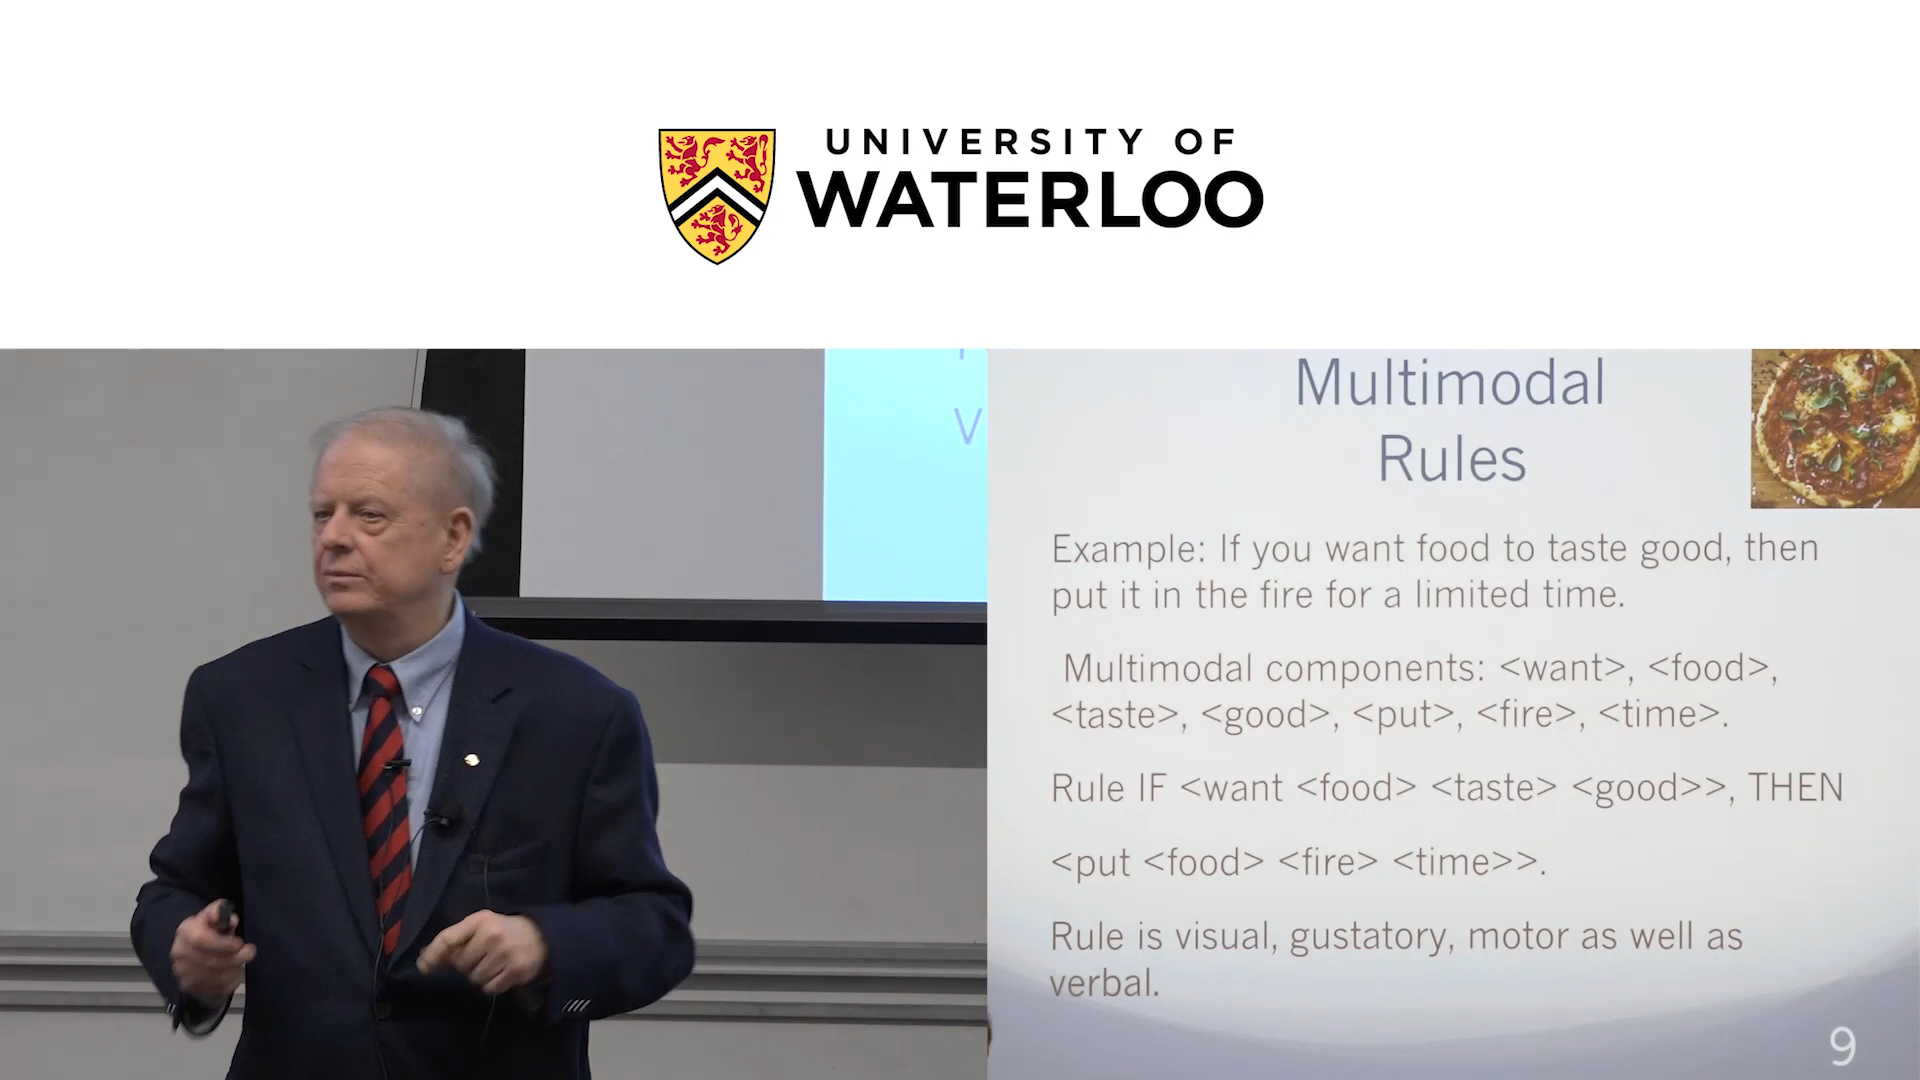 UNIVERSITY OF
WATERLOO
V
Multimodal
Rules
Example: If you want food to taste good, then
put it in the fire for a limited time.
Multimodal components: <want>, <food>,
<taste>, <good>, <put>, <fire>, <time>.
Rule IF <want <food> <taste> <good>>, THEN
<put <food> <fire> <time>>.
Rule is visual, gustatory, motor as well as
verbal.
9